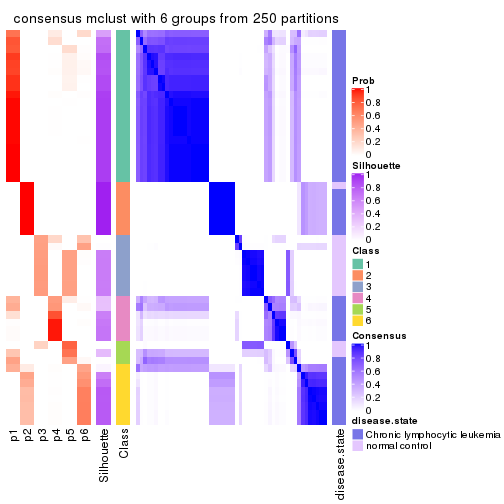 consensus mclust with 6 groups from 250 partitions
Prob
1
0.8
0.6
0.4
0.2
0
Silhouette
1
0.8
0.6
0.4
0.2
0
Class
1
2
3
4
5
6
Consensus
1
0.8
0.6
0.4
0.2
0
disease.state
Chronic lymphocytic leukemia
normal control
p1
p2
p3
p4
p5
p6
Silhouette
Class
disease.state